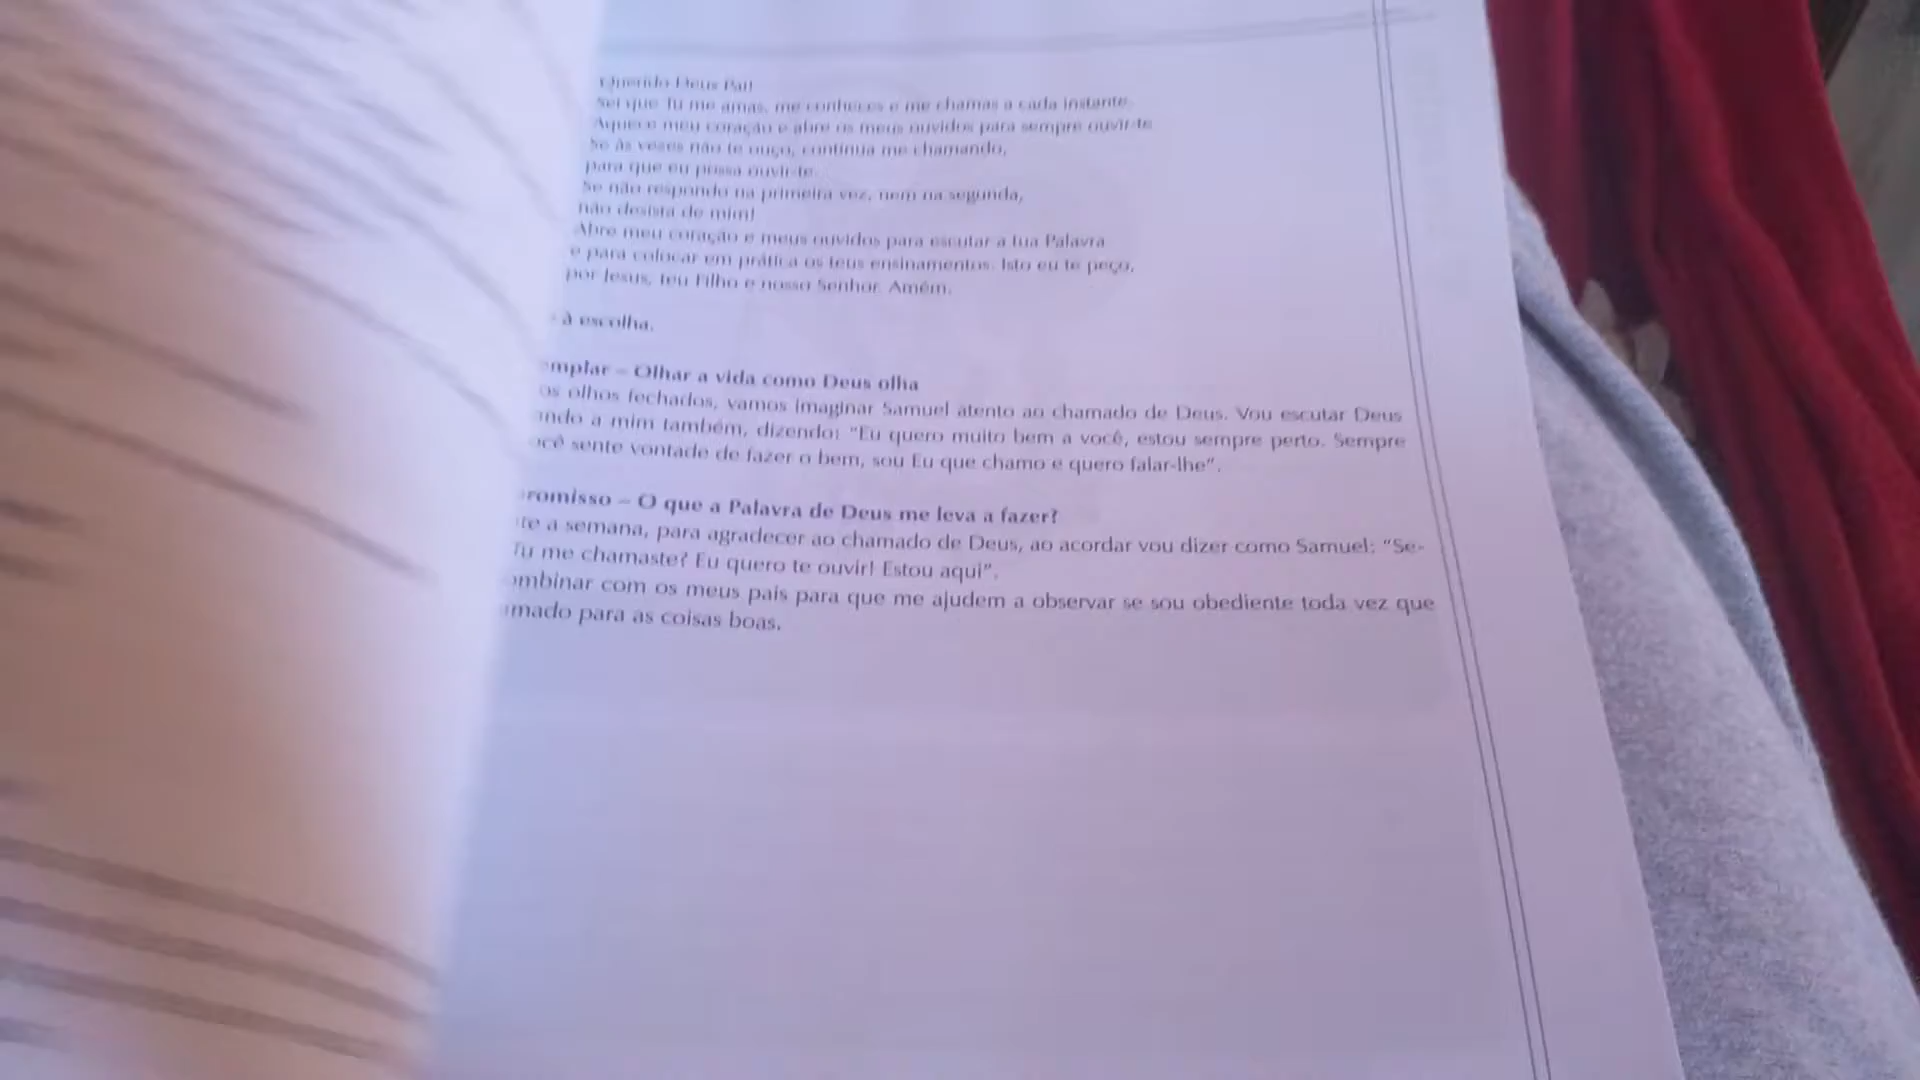 Querido Deus Pai!
Sei que Tu me amas, me conheces e me chamas a cada instante.
Aquece meu coração e abre os meus ouvidos para sempre ouvir-te.
Se às vezes não te ouço, continua me chamando,
para que eu possa ouvir-te.
Se não respondo na primeira vez, nem na segunda,
não desista de mim!
Abre meu coração e meus ouvidos para escutar a tua Palavra
e para colocar em prática os teus ensinamentos. Isto eu te peço,
por Jesus, teu Filho e nosso Senhor. Amém.
- à escolha.
emplar – Olhar a vida como Deus olha
os olhos fechados, vamos imaginar Samuel atento ao chamado de Deus. Vou escutar Deus
ando a mim também, dizendo: “Eu quero muito bem a você, estou sempre perto. Sempre
ocê sente vontade de fazer o bem, sou Eu que chamo e quero falar-lhe”.
romisso – O que a Palavra de Deus me leva a fazer?
te a semana, para agradecer ao chamado de Deus, ao acordar vou dizer como Samuel: “Se-
Tu me chamaste? Eu quero te ouvir! Estou aqui”.
ombinar com os meus pais para que me ajudem a observar se sou obediente toda vez que
amado para as coisas boas.